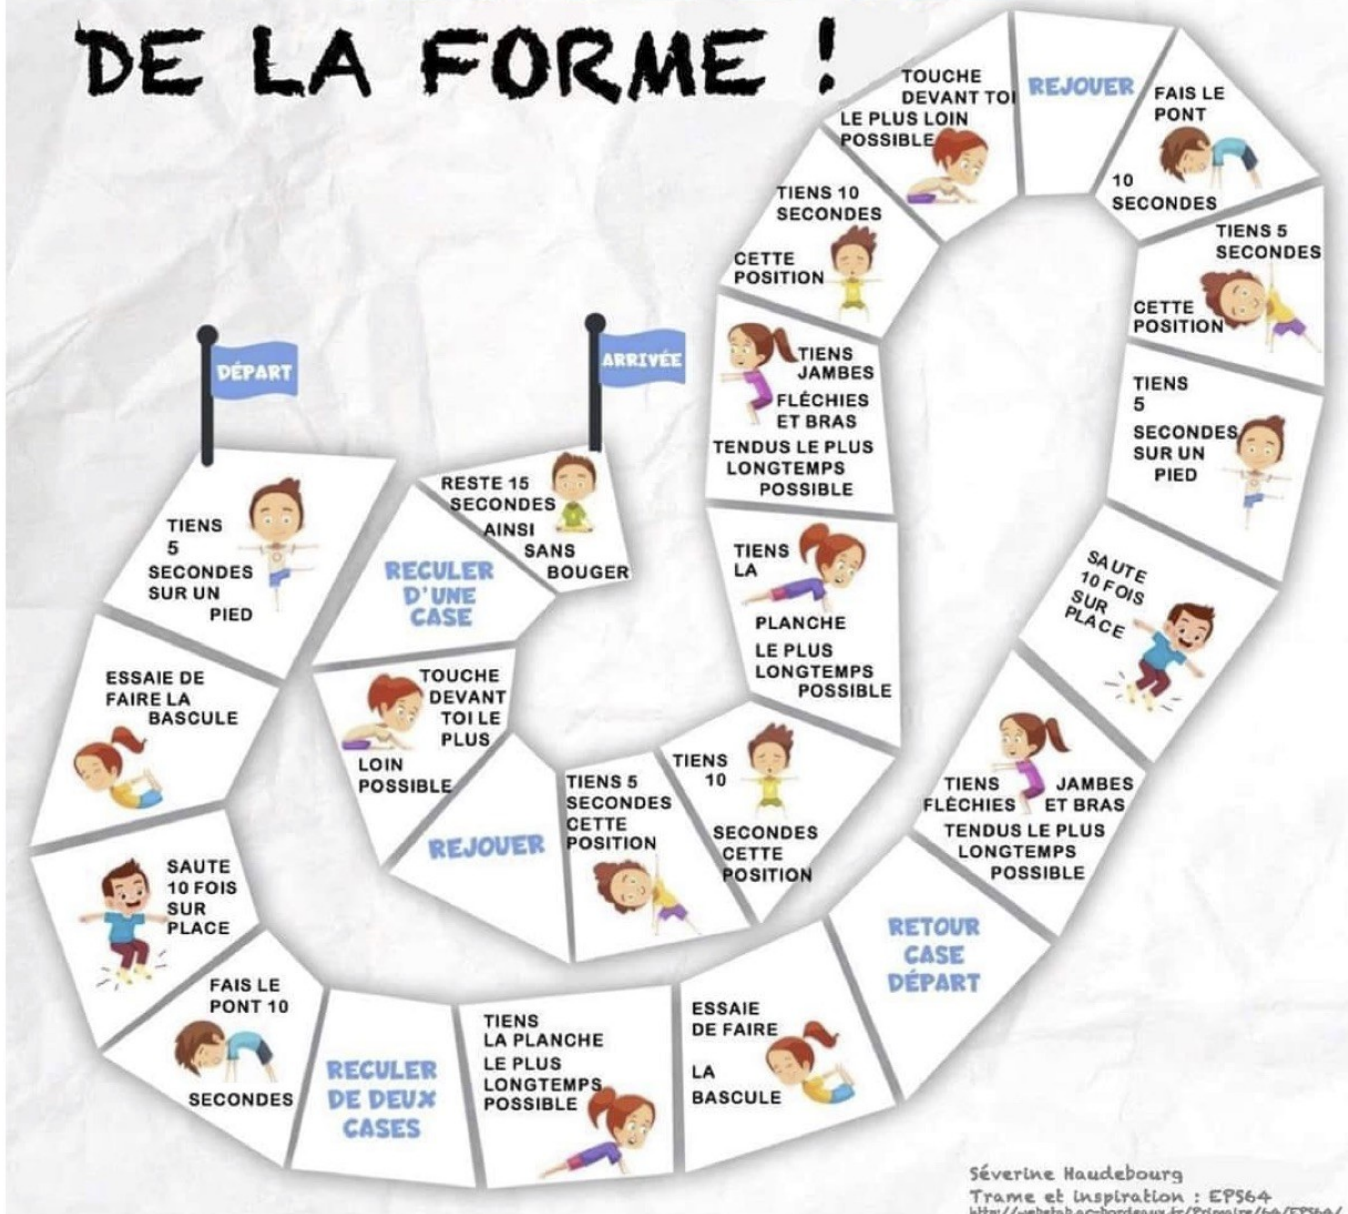 DE LA FORME !
DÉPART
TIENS
5
SECONDES
SUR UN
PIED
ESSAIE DE
FAIRE LA
BASCULE
SAUTE
10 FOIS
SUR
PLACE
FAIS LE
PONT 10
SECONDES
RECULER
DE DEUX
CASES
TIENS
LA PLANCHE
LE PLUS
LONGTEMPS
POSSIBLE
ESSAIE
DE FAIRE
LA
BASCULE
RETOUR
CASE
DÉPART
TIENS JAMBES
FLÉCHIES ET BRAS
TENDUS LE PLUS
LONGTEMPS
POSSIBLE
SAUTE
10 FOIS
SUR
PLACE
TIENS
5
SECONDES
SUR UN
PIED
TIENS 5
SECONDES
CETTE
POSITION
FAIS LE
PONT
10
SECONDES
REJOUER
TOUCHE
DEVANT TOI
LE PLUS LOIN
POSSIBLE
TIENS 10
SECONDES
CETTE
POSITION
TIENS
JAMBES
FLÉCHIES
ET BRAS
TENDUS LE PLUS
LONGTEMPS
POSSIBLE
TIENS
LA
PLANCHE
LE PLUS
LONGTEMPS
POSSIBLE
TIENS
10
SECONDES
CETTE
POSITION
TIENS 5
SECONDES
CETTE
POSITION
REJOUER
TOUCHE
DEVANT
TOI LE
PLUS
LOIN
POSSIBLE
RECULER
D'UNE
CASE
RESTE 15
SECONDES
AINSI
SANS
BOUGER
ARRIVÉE
Séverine Haudebourg
Trame et inspiration : EPS64